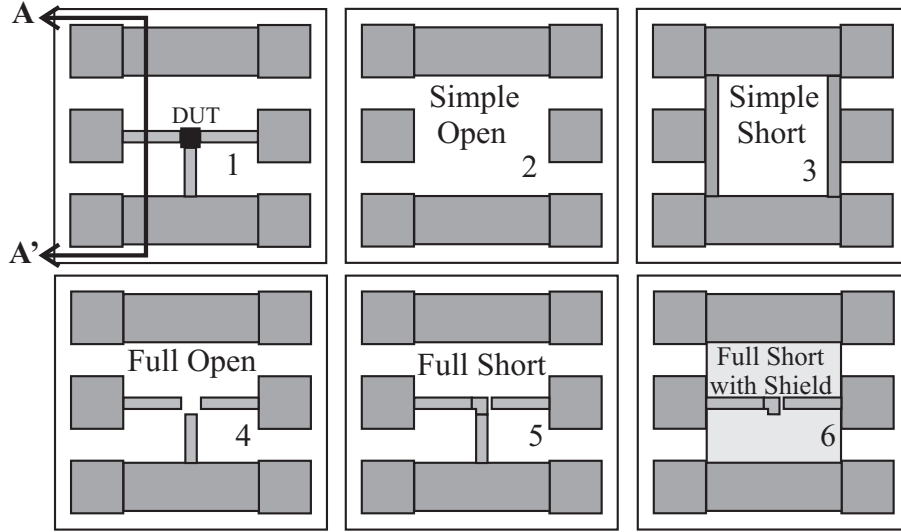 A
DUT
1
A’
Simple
Open
2
Simple
Short
3
Full Open
4
Full Short
5
Full Short
with Shield
6